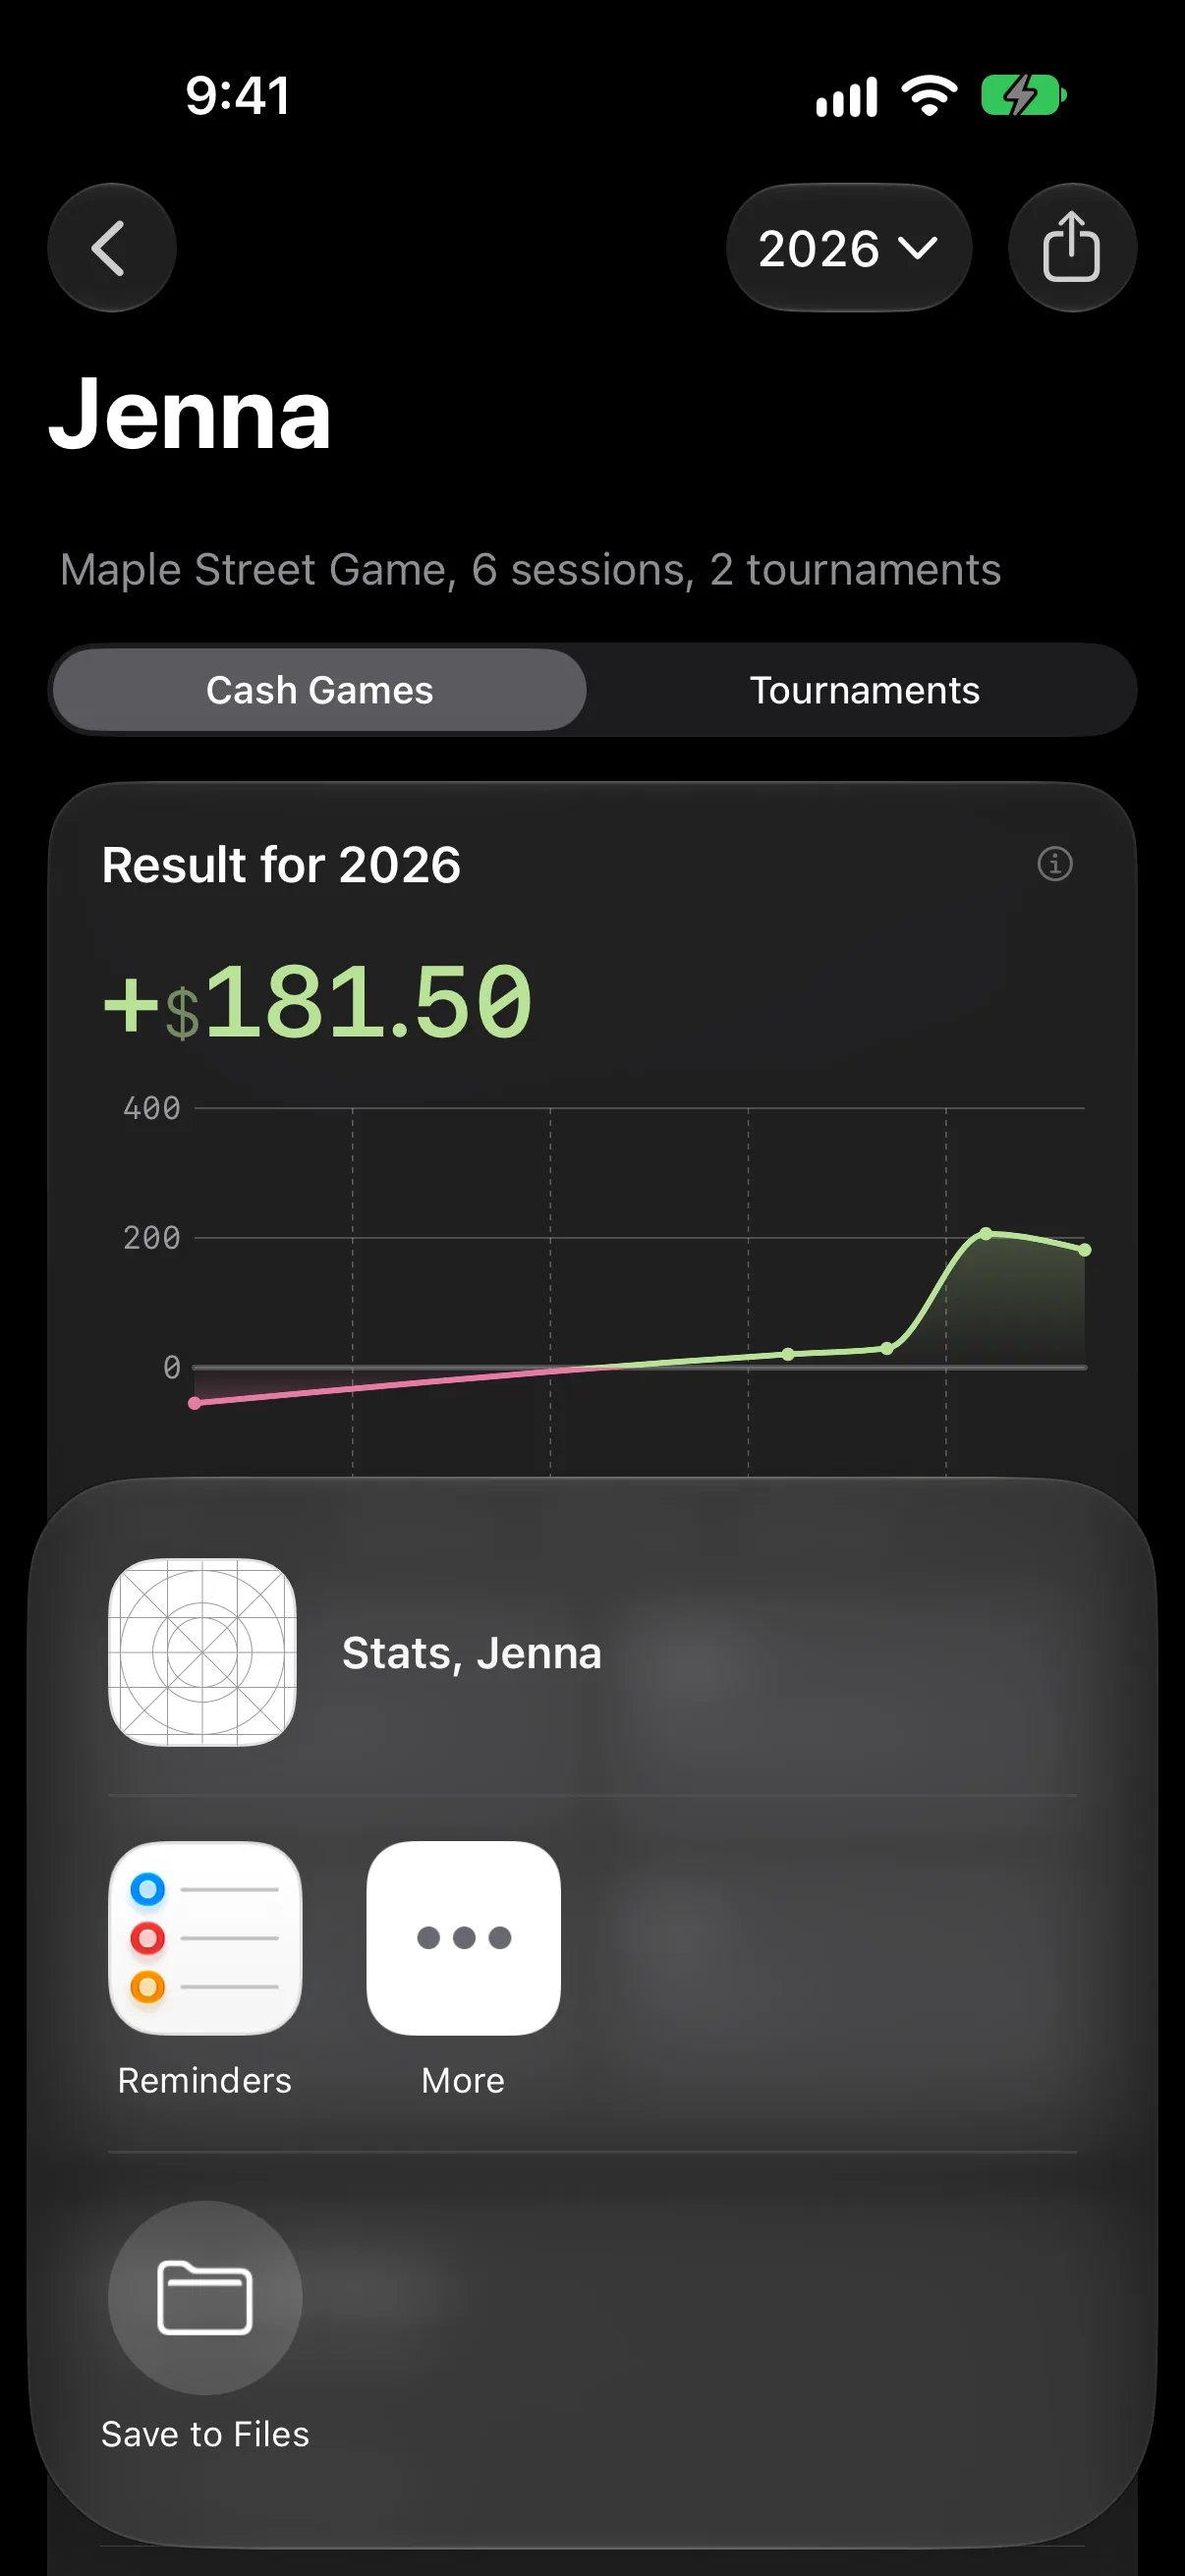 9:41
2026
Jenna
Maple Street Game, 6 sessions, 2 tournaments
Cash Games
Tournaments
Result for 2026
+$181.50
400
200
0
Stats, Jenna
Reminders
More
Save to Files